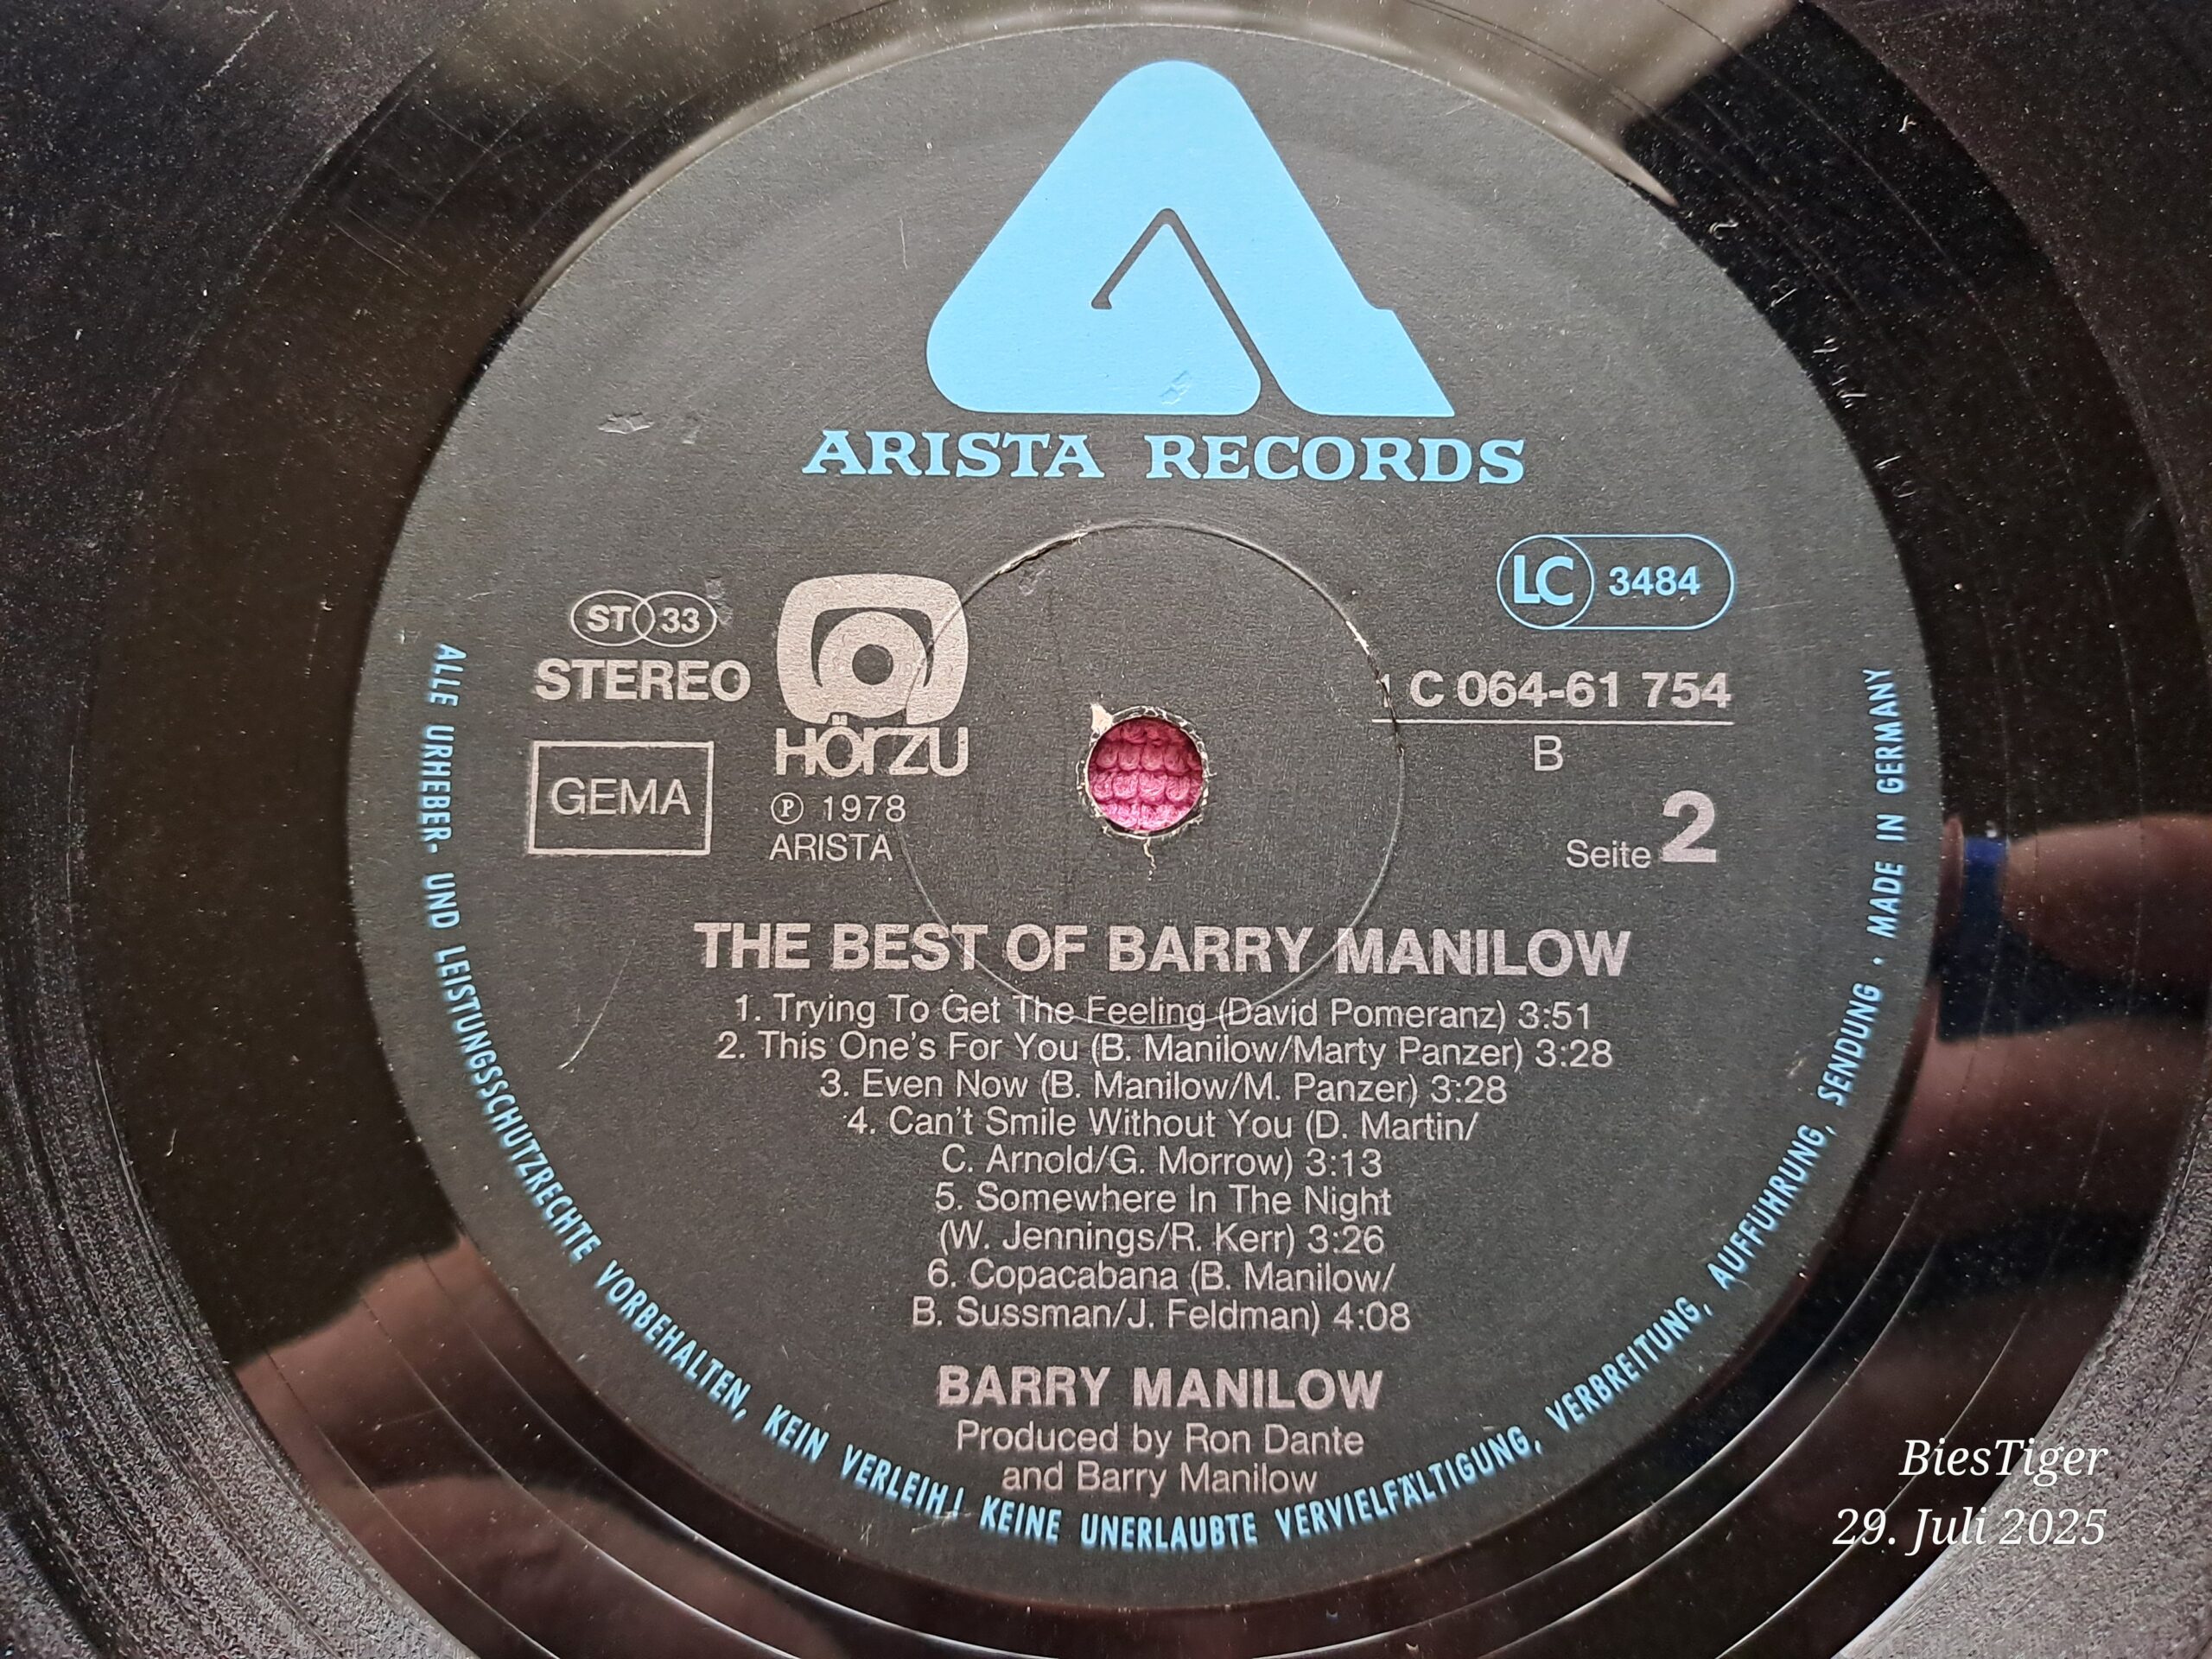 ARISTA RECORDS
LC 3484
ST 33
STEREO
HÖRZU
GEMA
℗ 1978
ARISTA
1 C 064-61 754
B
Seite 2
THE BEST OF BARRY MANILOW
1. Trying To Get The Feeling (David Pomeranz) 3:51
2. This One's For You (B. Manilow/Marty Panzer) 3:28
3. Even Now (B. Manilow/M. Panzer) 3:28
4. Can't Smile Without You (D. Martin/
C. Arnold/G. Morrow) 3:13
5. Somewhere In The Night
(W. Jennings/R. Kerr) 3:26
6. Copacabana (B. Manilow/
B. Sussman/J. Feldman) 4:08
BARRY MANILOW
Produced by Ron Dante
and Barry Manilow
ALLE URHEBER- UND LEISTUNGSSCHUTZRECHTE VORBEHALTEN, KEIN VERLEIH! KEINE UNERLAUBTE VERVIELFÄLTIGUNG, VERBREITUNG, AUFFÜHRUNG, SENDUNG . MADE IN GERMANY
BiesTiger
29. Juli 2025